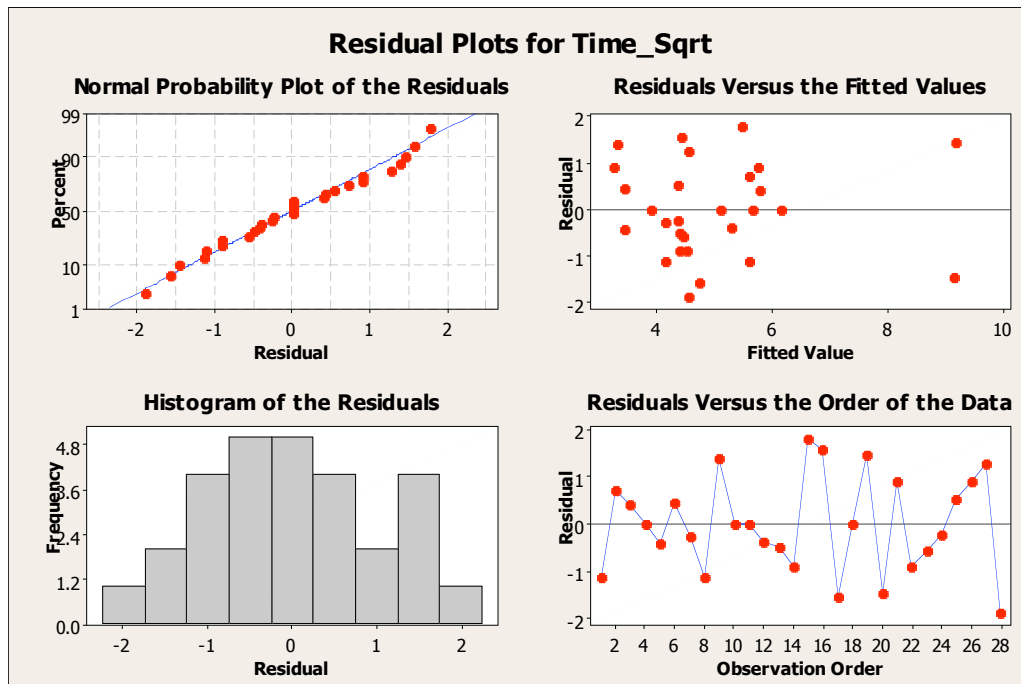 Residual Plots for Time_Sqrt
Normal Probability Plot of the Residuals
99
90
50
10
1
Percent
-2 -1 0 1 2
Residual
Residuals Versus the Fitted Values
2
1
0
-1
-2
Residual
4 6 8 10
Fitted Value
Histogram of the Residuals
4.8
3.6
2.4
1.2
0.0
Frequency
-2 -1 0 1 2
Residual
Residuals Versus the Order of the Data
2
1
0
-1
-2
Residual
2 4 6 8 10 12 14 16 18 20 22 24 26 28
Observation Order